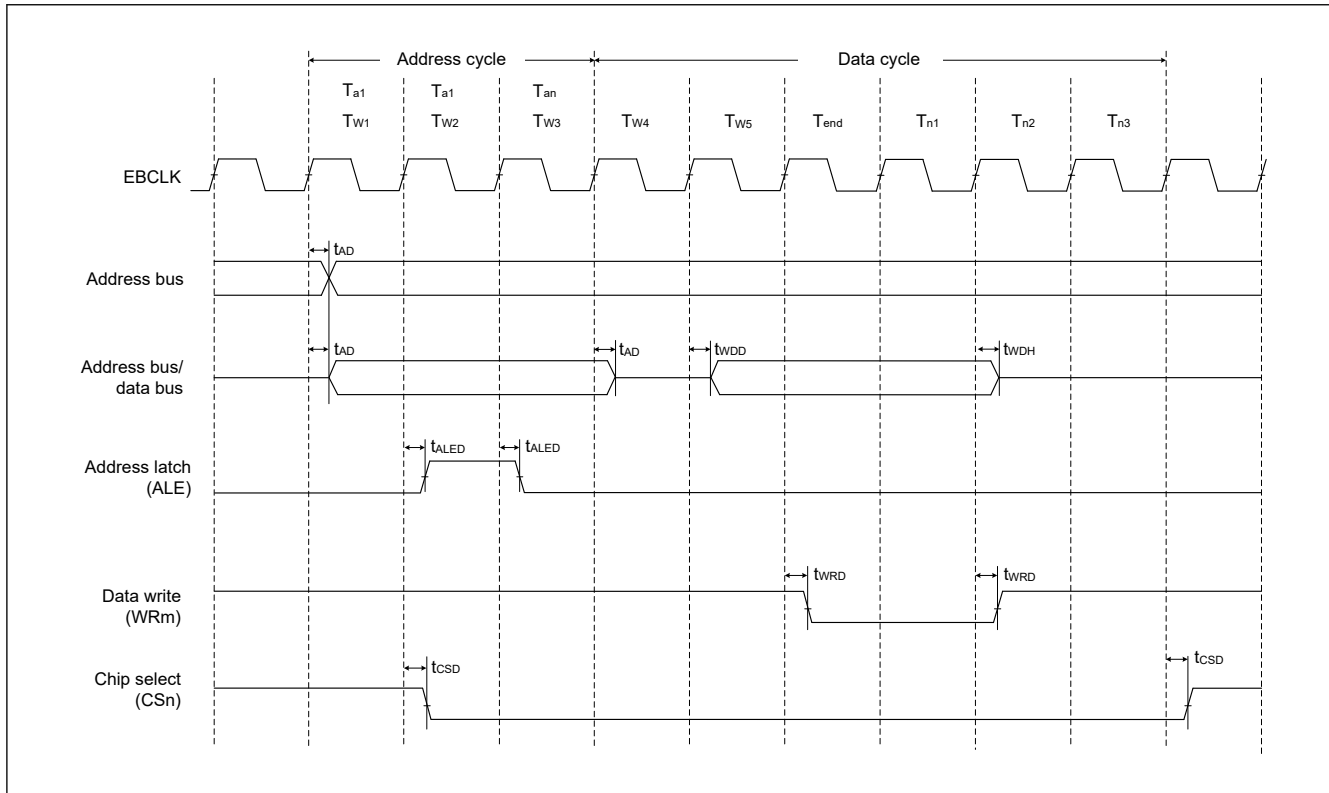 Address cycle Data cycle
Ta1 Ta1 Tan
TW1 TW2 TW3 TW4 TW5 Tend Tn1 Tn2 Tn3
EBCLK
tAD
Address bus
tAD tAD tWDD tWDH
Address bus/
data bus
tALED tALED
Address latch
(ALE)
tWRD tWRD
Data write
(WRm)
tCSD tCSD
Chip select
(CSn)